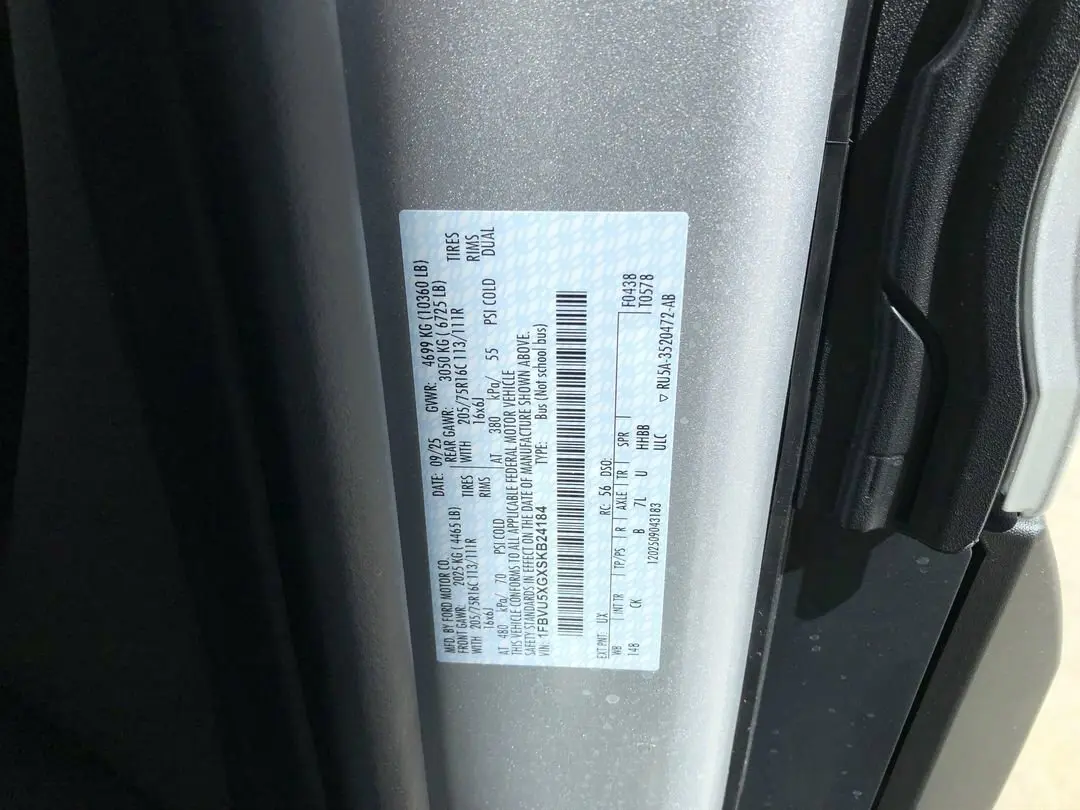 MFD. BY FORD MOTOR CO. DATE: 09/25 GVWR: 4699 KG (10360 LB)
FRONT GAWR: 2025 KG ( 4465 LB) REAR GAWR: 3050 KG ( 6725 LB)
WITH 205/75R16C 113/111R TIRES WITH 205/75R16C 113/111R TIRES
16x6J RIMS 16x6J RIMS
AT 480 kPa/ 70 PSI COLD AT 380 kPa/ 55 PSI COLD DUAL
THIS VEHICLE CONFORMS TO ALL APPLICABLE FEDERAL MOTOR VEHICLE
SAFETY STANDARDS IN EFFECT ON THE DATE OF MANUFACTURE SHOWN ABOVE.
VIN: 1FBVU5XGXSKB24184 TYPE: Bus (Not school bus)
EXT PNT: UX RC: 56 DSO: F0438
WB INT TR TP/PS R AXLE TR SPR T0578
148 CK B 7L U HHBB
1202509043183 ULC ▽ RU5A-3520472-AB